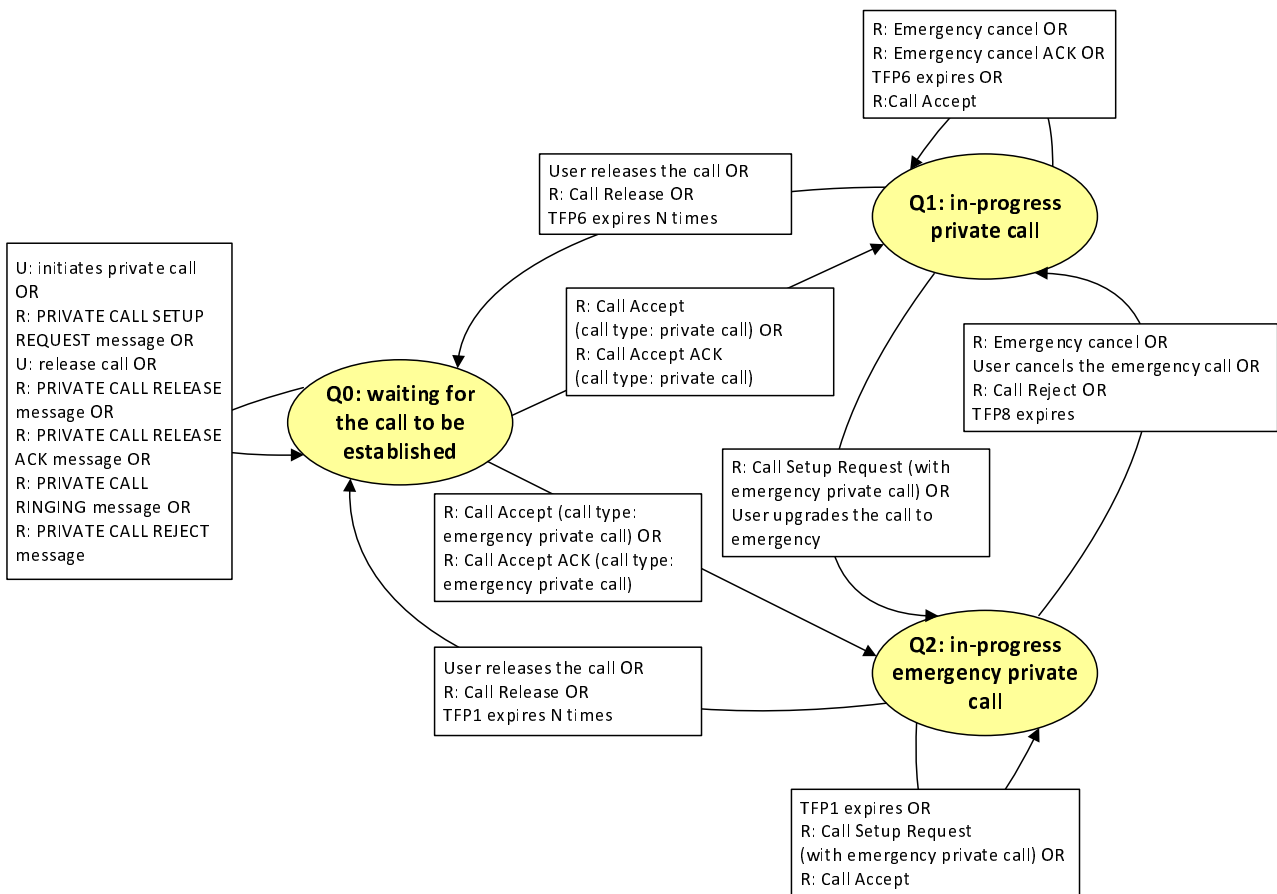 R: Emergency cancel OR
R: Emergency cancel ACK OR
TFP6 expires OR
R:Call Accept
User releases the call OR
R: Call Release OR
TFP6 expires N times
Q1: in-progress
private call
U: initiates private call
OR
R: PRIVATE CALL SETUP
REQUEST message OR
U: release call OR
R: PRIVATE CALL RELEASE
message OR
R: PRIVATE CALL RELEASE
ACK message OR
R: PRIVATE CALL
RINGING message OR
R: PRIVATE CALL REJECT
message
R: Call Accept
(call type: private call) OR
R: Call Accept ACK
(call type: private call)
R: Emergency cancel OR
User cancels the emergency call OR
R: Call Reject OR
TFP8 expires
Q0: waiting for
the call to be
established
R: Call Setup Request (with
emergency private call) OR
User upgrades the call to
emergency
R: Call Accept (call type:
emergency private call) OR
R: Call Accept ACK (call type:
emergency private call)
Q2: in-progress
emergency private
call
User releases the call OR
R: Call Release OR
TFP1 expires N times
TFP1 expires OR
R: Call Setup Request
(with emergency private call) OR
R: Call Accept